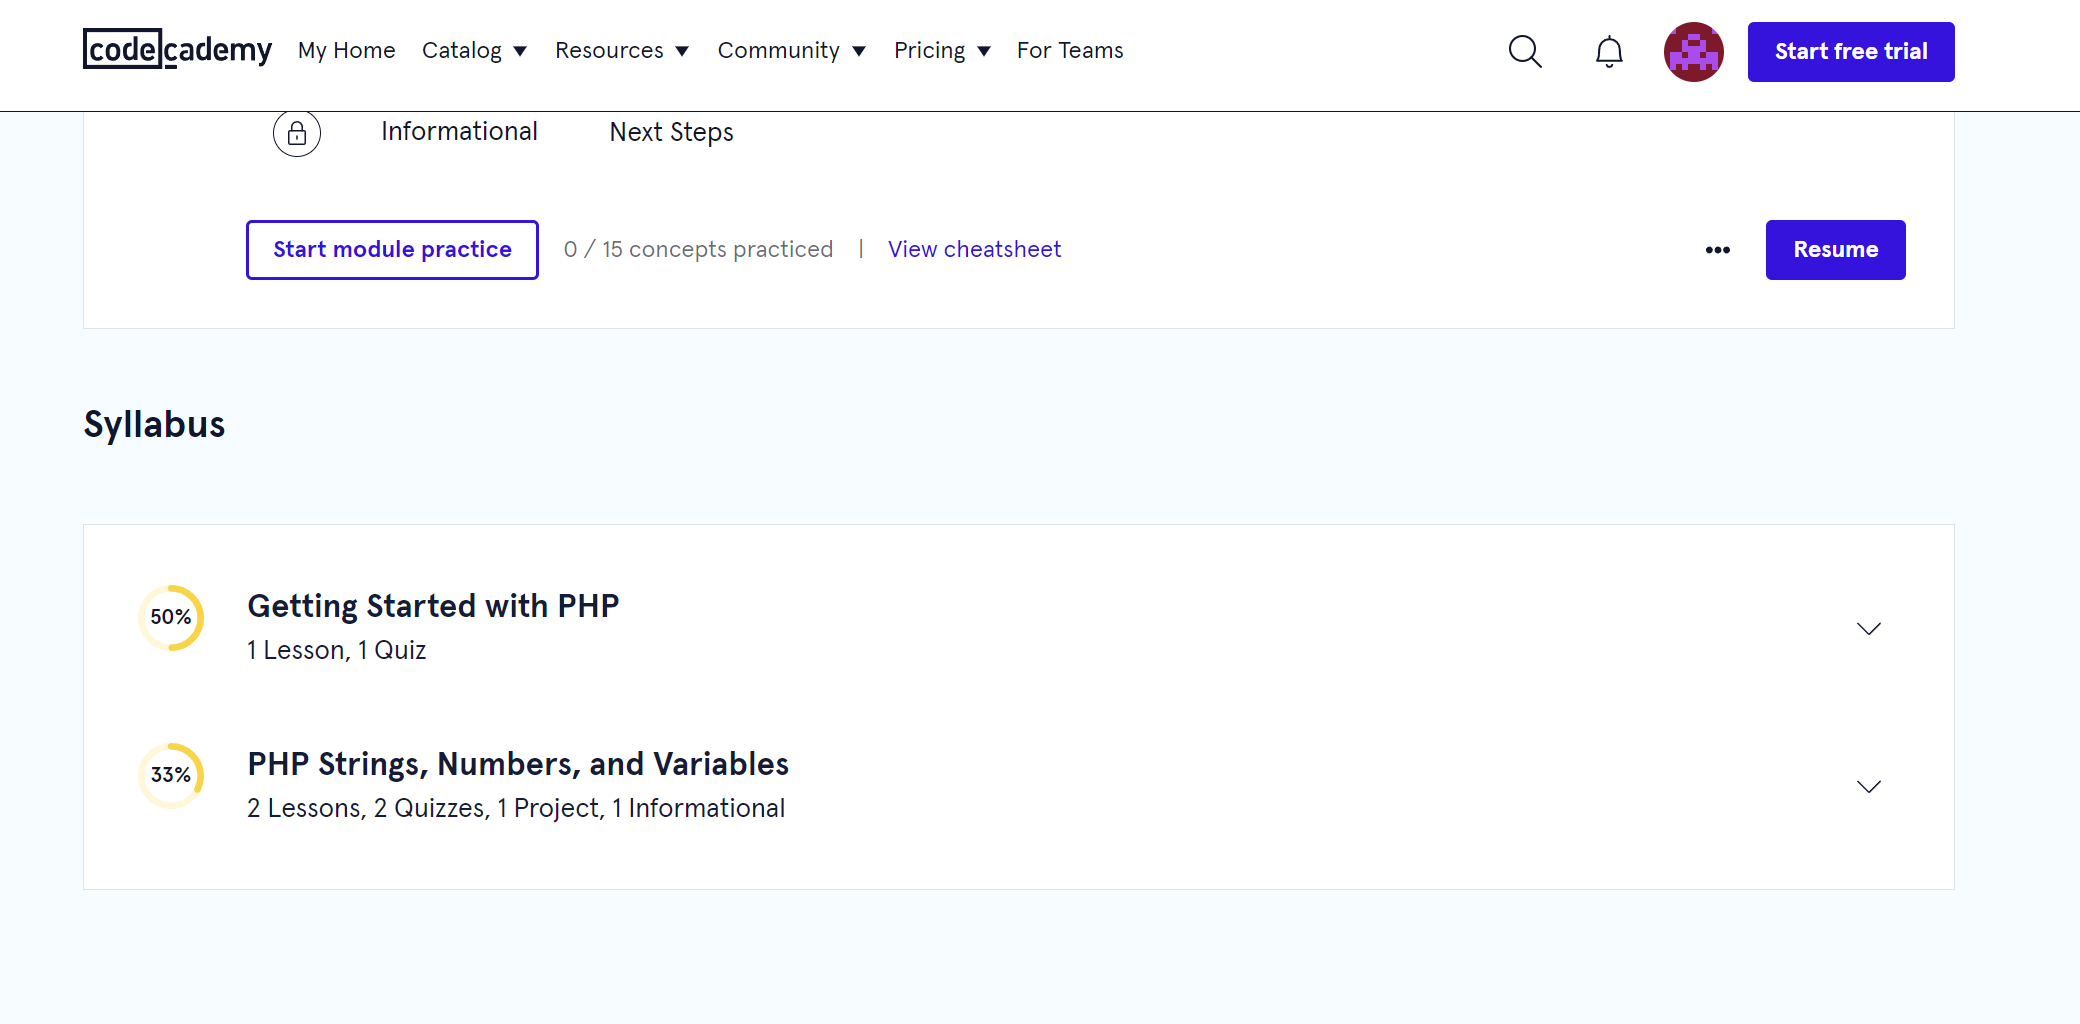 codecademy My Home Catalog Resources Community Pricing For Teams Start free trial
Informational Next Steps
Start module practice 0 / 15 concepts practiced | View cheatsheet ••• Resume
Syllabus
50% Getting Started with PHP
1 Lesson, 1 Quiz
33% PHP Strings, Numbers, and Variables
2 Lessons, 2 Quizzes, 1 Project, 1 Informational